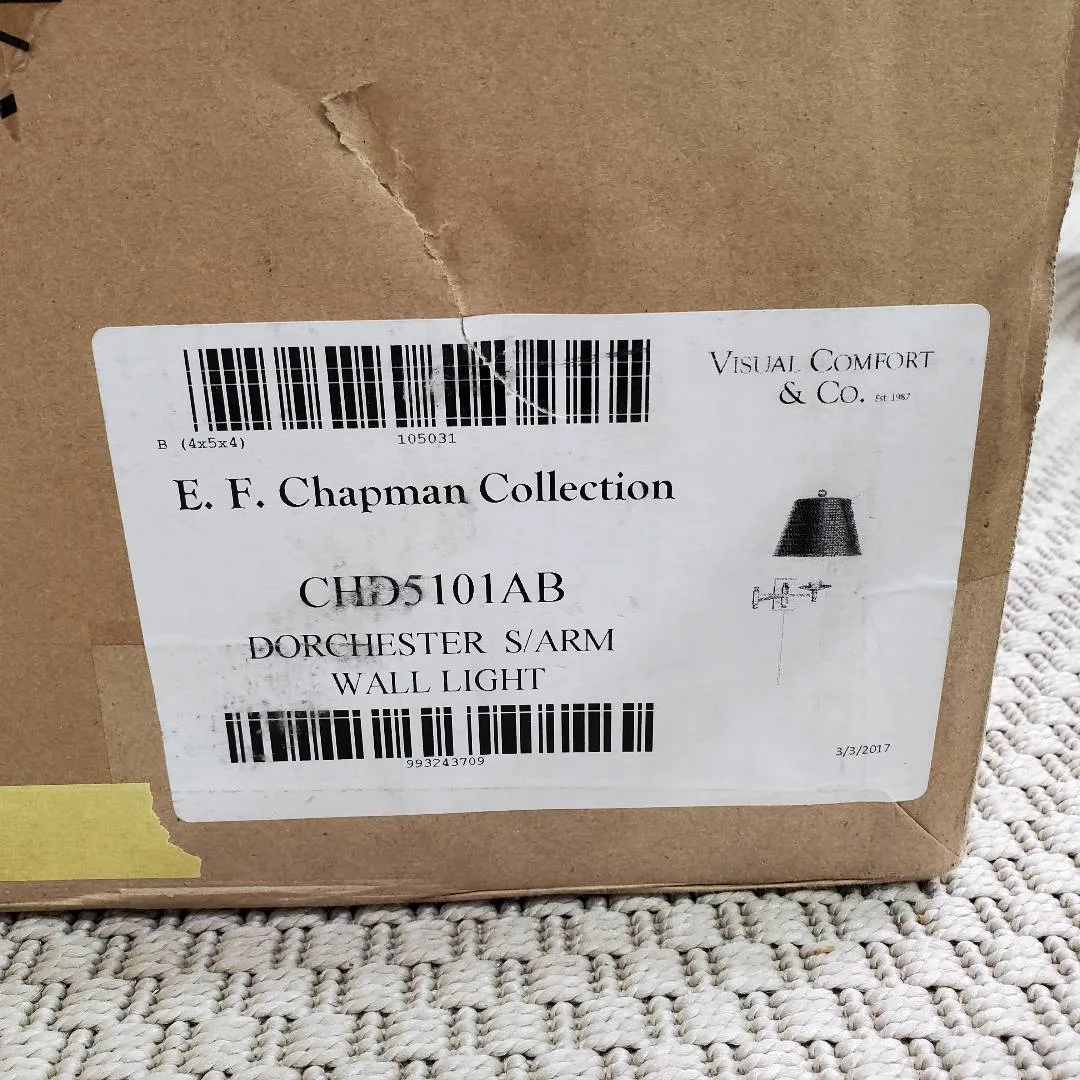 VISUAL COMFORT
& CO. Est 1987
B (4x5x4)
105031
E. F. Chapman Collection
CHD5101AB
DORCHESTER S/ARM
WALL LIGHT
993243709
3/3/2017